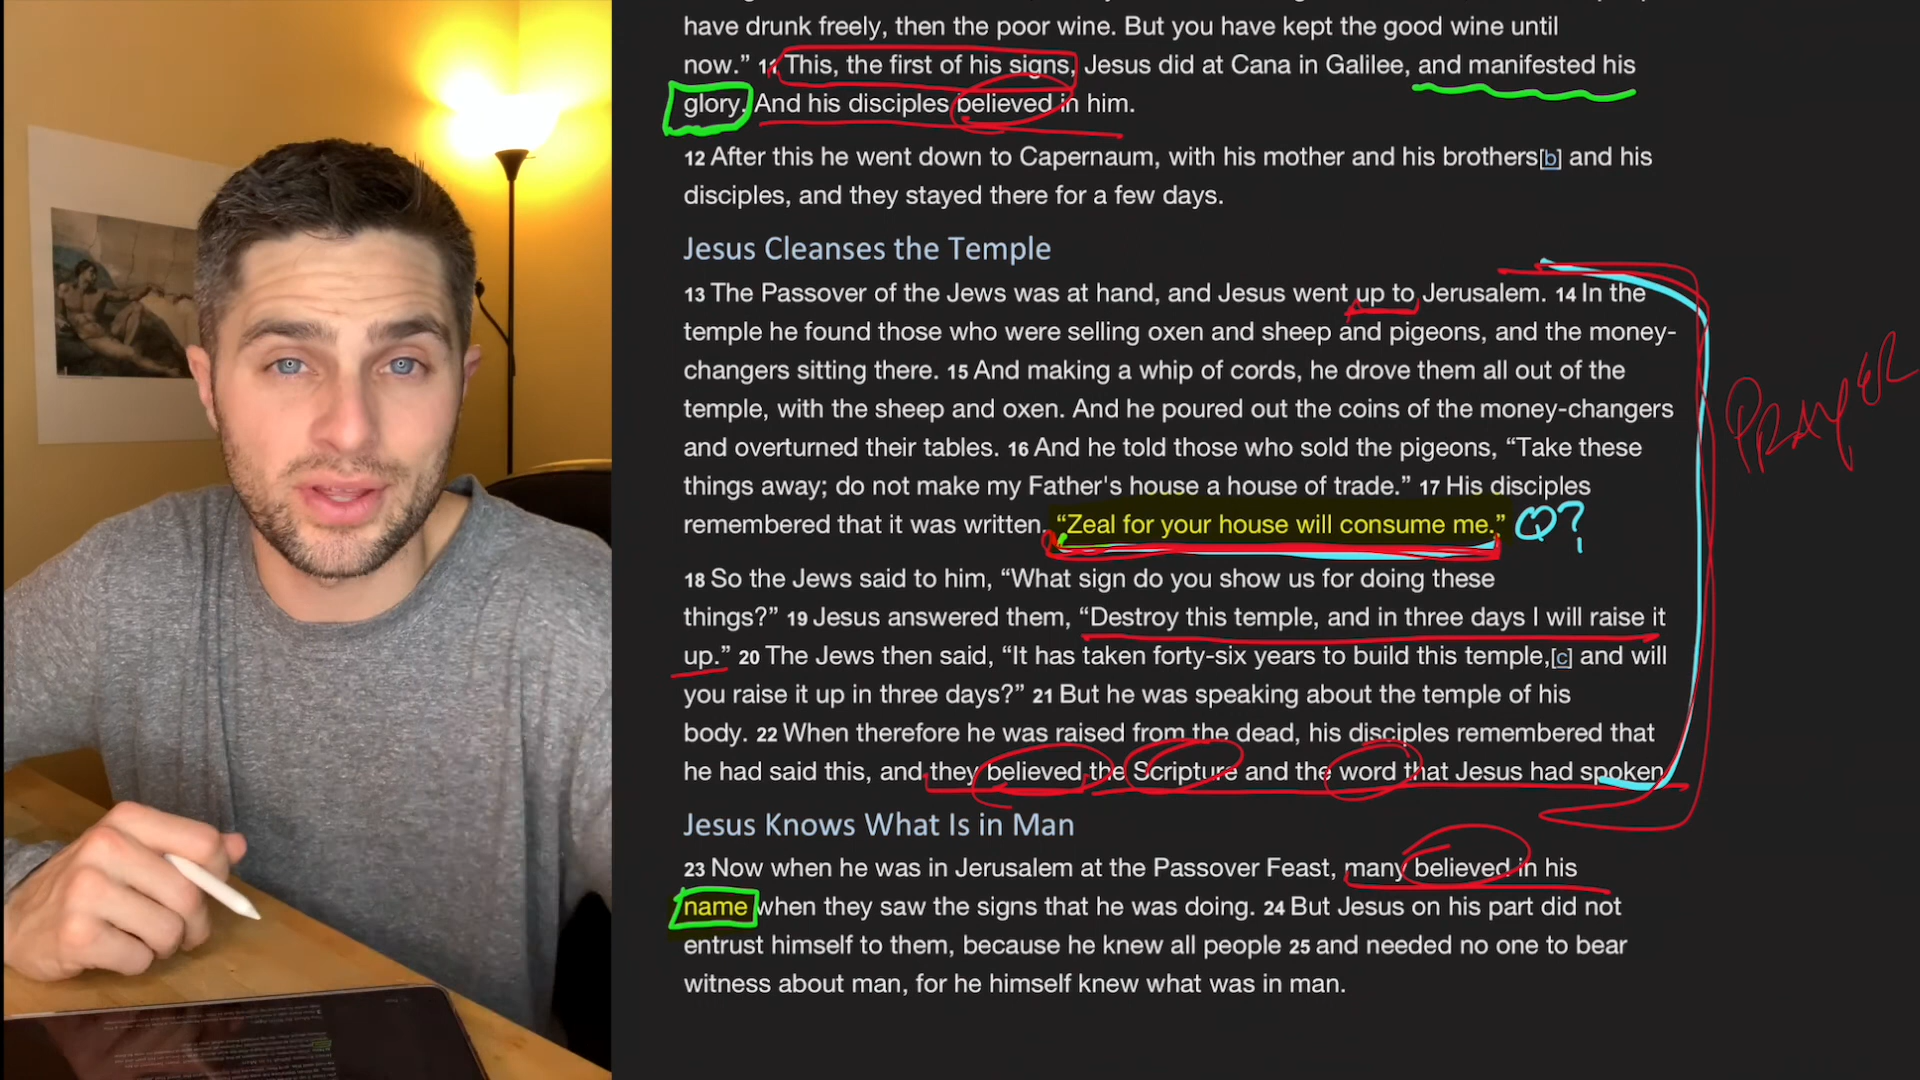 have drunk freely, then the poor wine. But you have kept the good wine until
now.” 11 This, the first of his signs, Jesus did at Cana in Galilee, and manifested his
glory. And his disciples believed in him.
12 After this he went down to Capernaum, with his mother and his brothers[b] and his
disciples, and they stayed there for a few days.
Jesus Cleanses the Temple
13 The Passover of the Jews was at hand, and Jesus went up to Jerusalem. 14 In the
temple he found those who were selling oxen and sheep and pigeons, and the money-
changers sitting there. 15 And making a whip of cords, he drove them all out of the
temple, with the sheep and oxen. And he poured out the coins of the money-changers
and overturned their tables. 16 And he told those who sold the pigeons, “Take these
things away; do not make my Father's house a house of trade.” 17 His disciples
remembered that it was written, “Zeal for your house will consume me.” Q?
18 So the Jews said to him, “What sign do you show us for doing these
things?” 19 Jesus answered them, “Destroy this temple, and in three days I will raise it
up.” 20 The Jews then said, “It has taken forty-six years to build this temple,[c] and will
you raise it up in three days?” 21 But he was speaking about the temple of his
body. 22 When therefore he was raised from the dead, his disciples remembered that
he had said this, and they believed the Scripture and the word that Jesus had spoken.
PRAYER
Jesus Knows What Is in Man
23 Now when he was in Jerusalem at the Passover Feast, many believed in his
name when they saw the signs that he was doing. 24 But Jesus on his part did not
entrust himself to them, because he knew all people 25 and needed no one to bear
witness about man, for he himself knew what was in man.